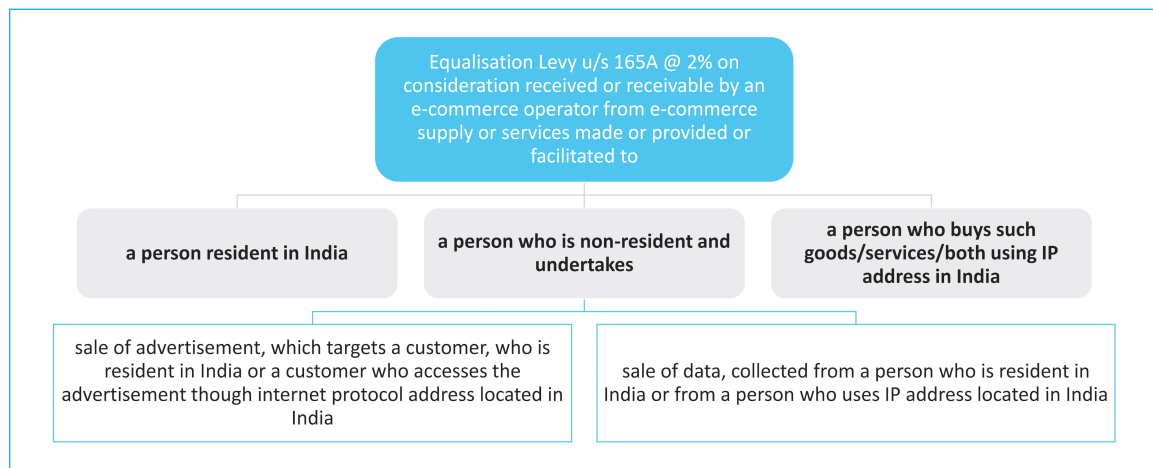 Equalisation Levy u/s 165A @ 2% on
consideration received or receivable by an
e-commerce operator from e-commerce
supply or services made or provided or
facilitated to
a person resident in India
a person who is non-resident and
undertakes
a person who buys such
goods/services/both using IP
address in India
sale of advertisement, which targets a customer, who is
resident in India or a customer who accesses the
advertisement though internet protocol address located in
India
sale of data, collected from a person who is resident in
India or from a person who uses IP address located in India